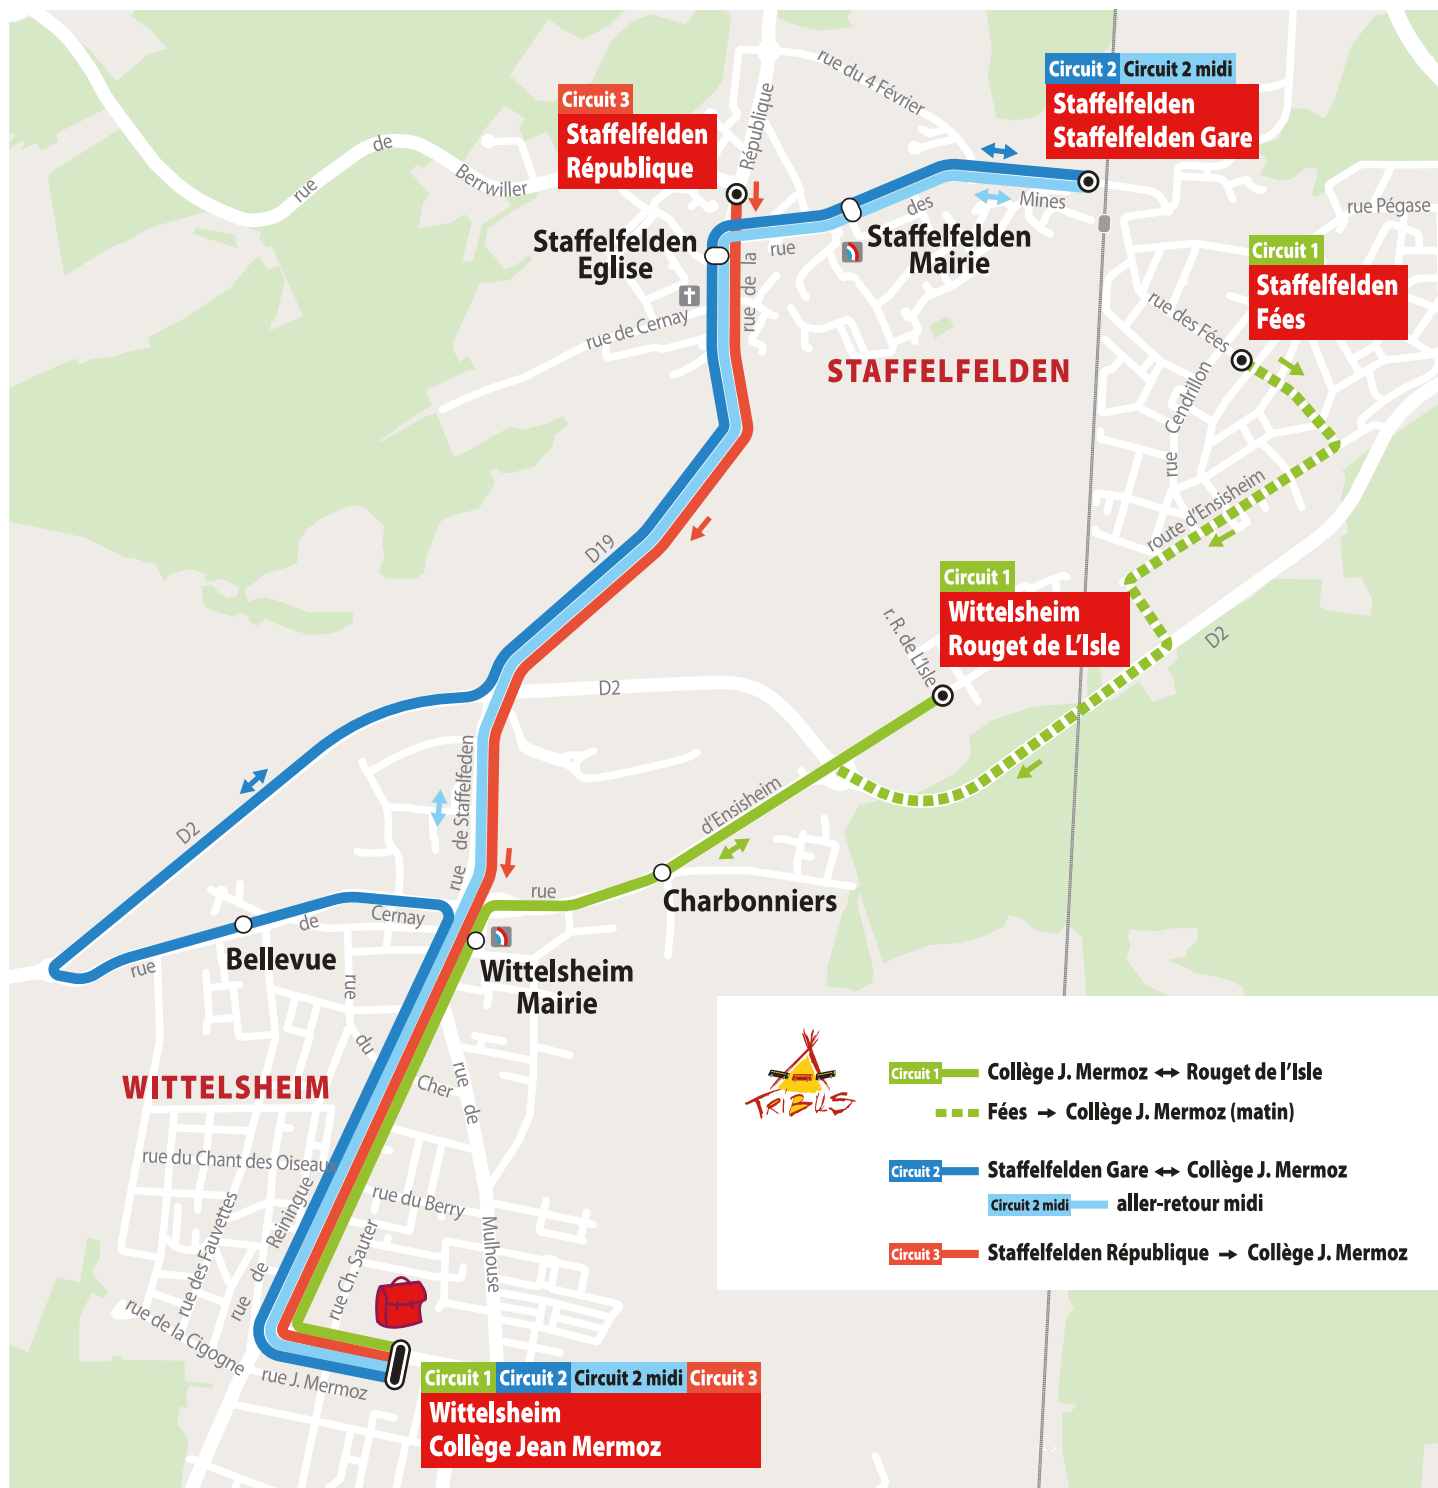 rue du 4 Février
Circuit 2 Circuit 2 midi
Staffelfelden
Staffelfelden Gare
Circuit 3
Staffelfelden
République
République
rue de Berrwiller
Mines
des
rue
rue Pégase
Staffelfelden
Eglise
Staffelfelden
Mairie
Circuit 1
Staffelfelden
Fées
rue de la
rue de Cernay
rue des Fées
STAFFELFELDEN
rue Cendrillon
route d'Ensisheim
D19
Circuit 1
Wittelsheim
Rouget de L'Isle
r. R. de L'Isle
D2
D2
rue de Staffelfeden
D2
d'Ensisheim
rue
Charbonniers
rue de Cernay
Bellevue
Wittelsheim
Mairie
rue du Cher
WITTELSHEIM
rue de Mulhouse
rue du Chant des Oiseaux
rue des Fauvettes
rue de Reiningue
rue du Berry
rue Ch. Sauter
rue de la Cigogne
rue J. Mermoz
Circuit 1 Circuit 2 Circuit 2 midi Circuit 3
Wittelsheim
Collège Jean Mermoz
TRIBUS
Circuit 1 Collège J. Mermoz ↔ Rouget de l'Isle
Fées → Collège J. Mermoz (matin)
Circuit 2 Staffelfelden Gare ↔ Collège J. Mermoz
Circuit 2 midi aller-retour midi
Circuit 3 Staffelfelden République → Collège J. Mermoz